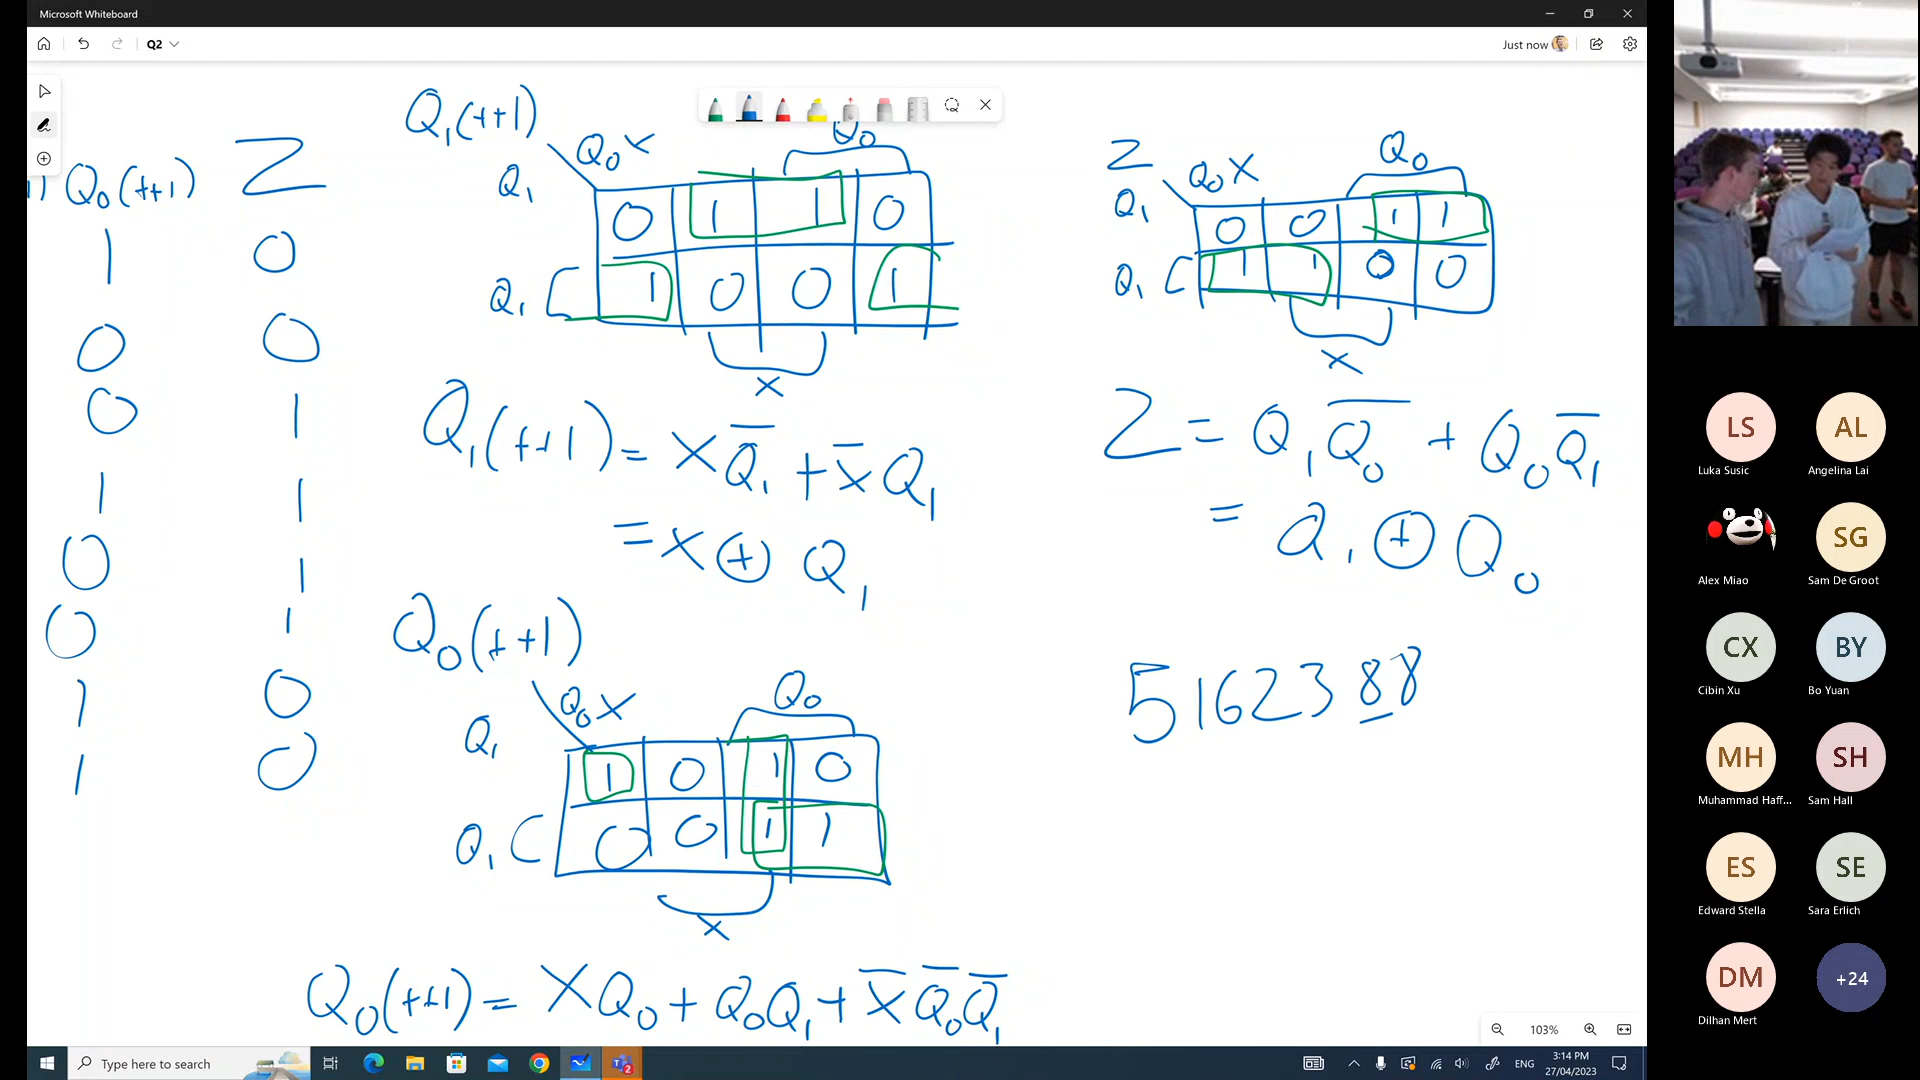 Microsoft Whiteboard
Q2
Just now
Q₁(t+1)
Q₀X
Q₀
Q₁
0 1 1 0
Q₁
1 0 0 1
X
Q₁(t+1) = XQ̅₁ + X̅Q₁
= X ⊕ Q₁
Z
Q₀X
Q₀
Q₁
0 0 1 1
Q₁
1 1 0 0
X
Z = Q₁Q̅₀ + Q₀Q̅₁
= Q₁ ⊕ Q₀
5162388
) Q₀(t+1) Z
1 0
0 0
0 1
1 1
0 1
0 1
1 0
1 0
Q₀(t+1)
Q₀X
Q₀
Q₁
1 0 1 0
Q₁
0 0 1 1
X
Q₀(t+1) = XQ₀ + Q₀Q₁ + X̅Q̅₀Q̅₁
103%
LS AL
Luka Susic Angelina Lai
SG
Alex Miao Sam De Groot
CX BY
Cibin Xu Bo Yuan
MH SH
Muhammad Haff... Sam Hall
ES SE
Edward Stella Sara Erlich
DM +24
Dilhan Mert
Type here to search
2
ENG
3:14 PM
27/04/2023